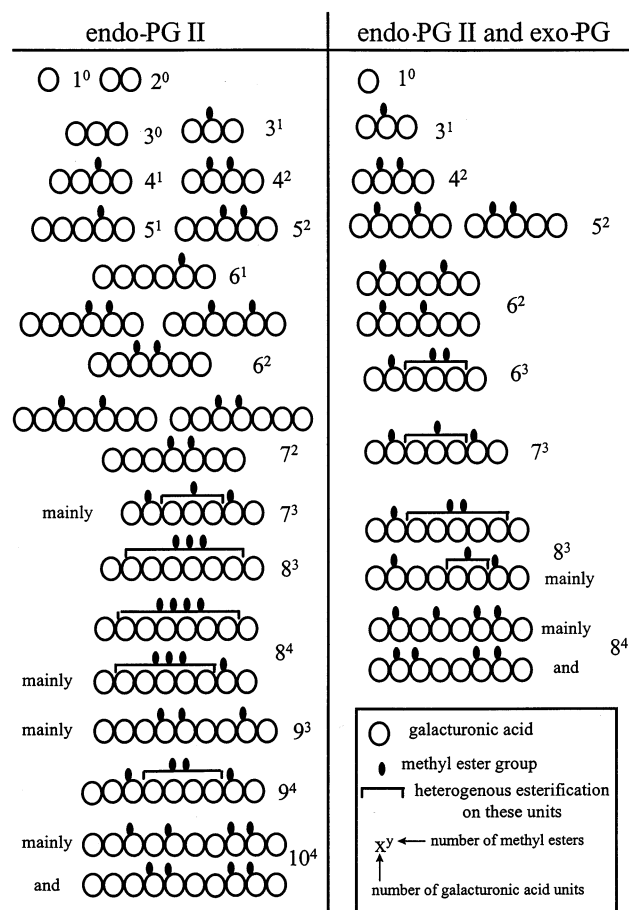 endo-PG II
1⁰ 2⁰
3⁰ 3¹
4¹ 4²
5¹ 5²
6¹
6²
7²
mainly 7³
8³
8⁴
mainly
mainly 9³
9⁴
mainly
10⁴
and
endo-PG II and exo-PG
1⁰
3¹
4²
5²
6²
6³
7³
8³
mainly
mainly
8⁴
and
galacturonic acid
methyl ester group
heterogenous esterification
on these units
xʸ number of methyl esters
number of galacturonic acid units